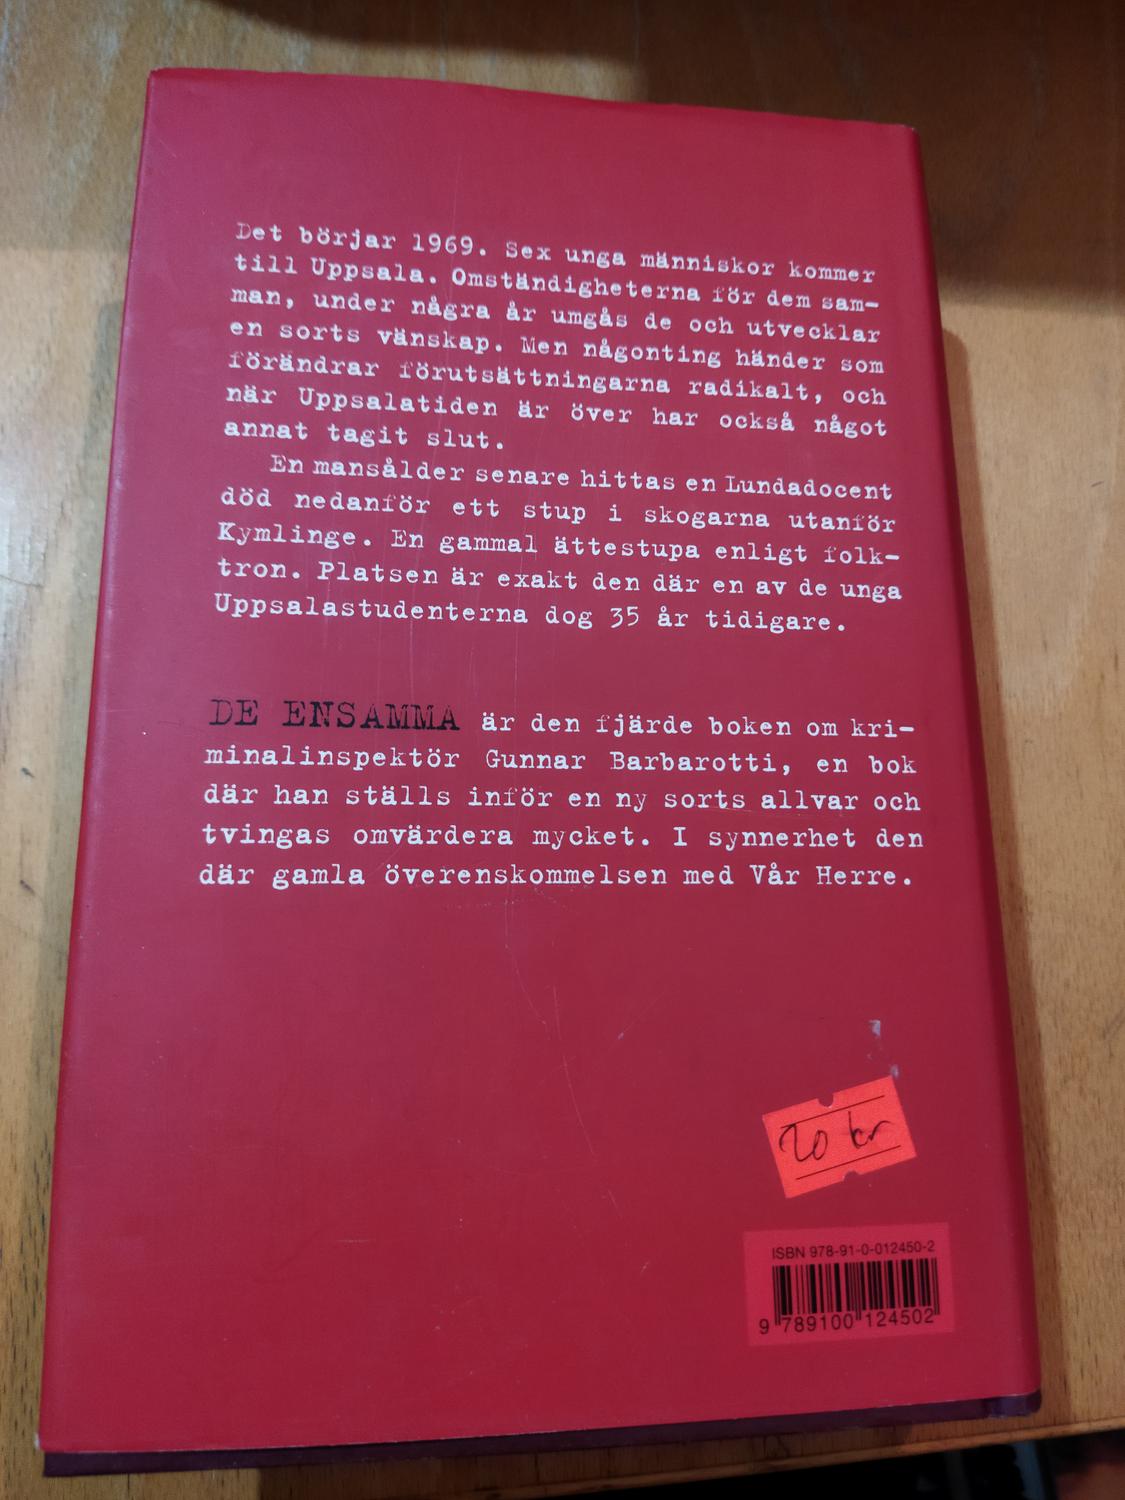 Det börjar 1969. Sex unga människor kommer
till Uppsala. Omständigheterna för dem sam-
man, under några år umgås de och utvecklar
en sorts vänskap. Men någonting händer som
förändrar förutsättningarna radikalt, och
när Uppsalatiden är över har också något
annat tagit slut.
En mansålder senare hittas en Lundadocent
död nedanför ett stup i skogarna utanför
Kymlinge. En gammal ättestupa enligt folk-
tron. Platsen är exakt den där en av de unga
Uppsalastudenterna dog 35 år tidigare.
DE ENSAMMA är den fjärde boken om kri-
minalinspektör Gunnar Barbarotti, en bok
där han ställs inför en ny sorts allvar och
tvingas omvärdera mycket. I synnerhet den
där gamla överenskommelsen med Vår Herre.
20 kr
ISBN 978-91-0-012450-2
9 789100 124502